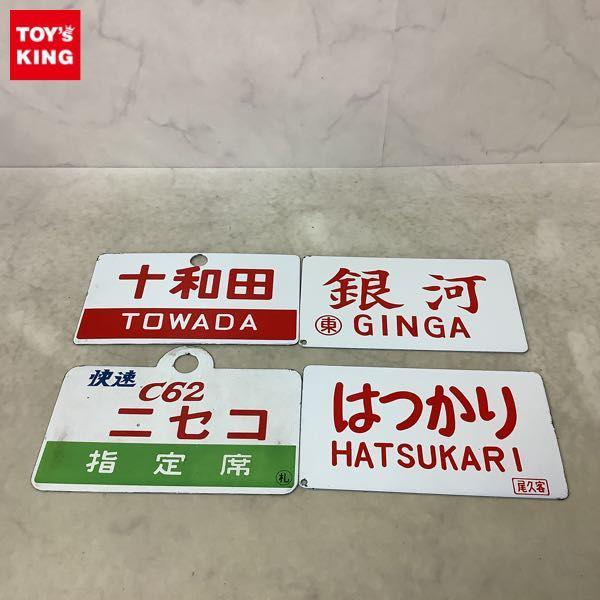 TOY's
KING
十和田
TOWADA
銀河
東 GINGA
快速 C62
ニセコ
指定席
札
はつかり
HATSUKARI
尾久客